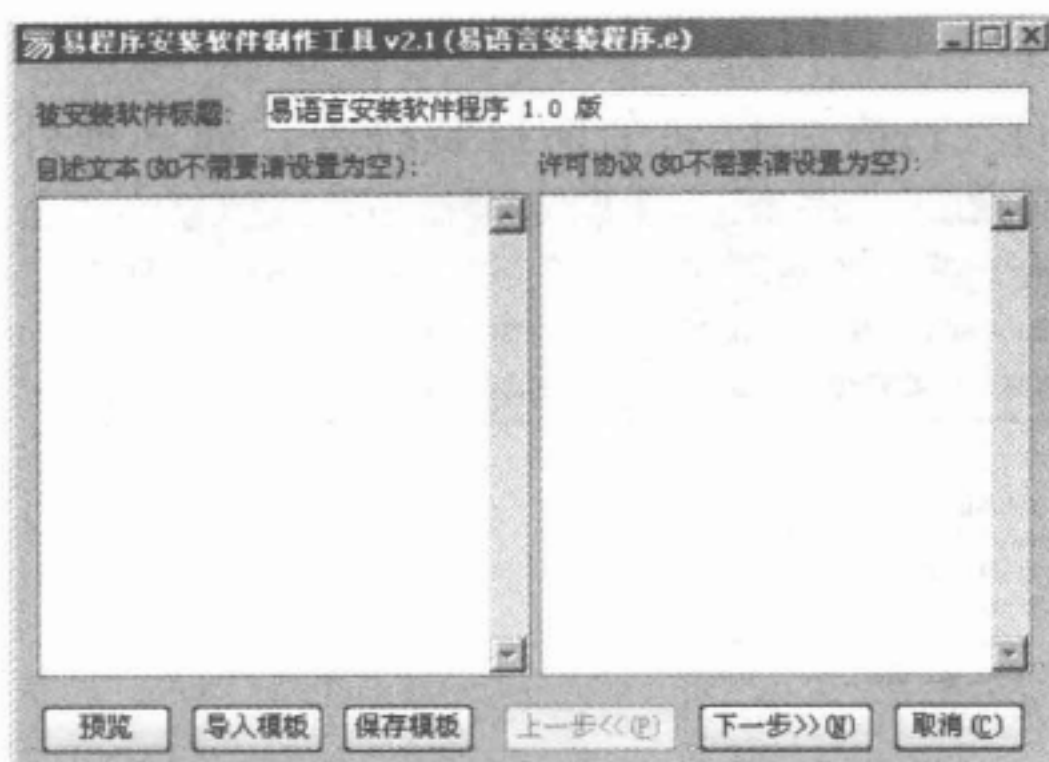 易程序安装软件制作工具 v2.1 (易语言安装程序.e)
被安装软件标题: 易语言安装软件程序 1.0 版
自述文本(如不需要请设置为空): 许可协议(如不需要请设置为空):
预览 导入模板 保存模板 上一步<<(P) 下一步>>(N) 取消(C)